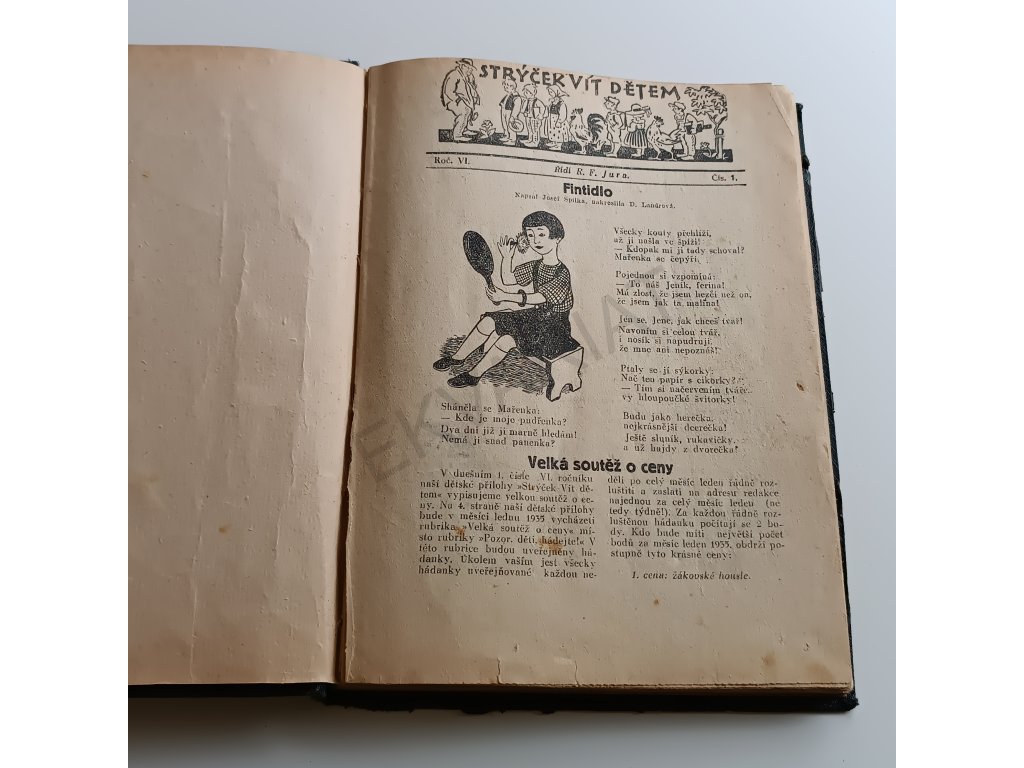 STRÝČEK VÍT DĚTEM
Roč. VI.
Řídí R. F. Jura.
Čís. 1.
Fintidlo
Napsal Josef Špilka, nakreslila D. Landrová.
Sháněla se Mařenka:
— Kde je moje pudřenka?
Dva dni již ji marně hledám!
Nemá ji snad panenka?
Všecky kouty přehlíží,
až ji našla ve spíži!
— Kdopak mi ji tady schoval?
Mařenka se čepýří.
Pojednou si vzpomíná:
— To náš Jeník, ferina!
Má zlost, že jsem hezčí než on,
že jsem jak ta malina!
Jen se, Jene, jak chceš tvář!
Navoním si celou tvář,
i nosík si napudruji,
že mne ani nepoznáš!
Ptaly se jí sýkorky:
Nač ten papír s cikorky?
— Tím si načervením tváře,
vy hloupoučké švitorky!
Budu jako herečka,
nejkrásnější dcerečka!
Ještě sluník, rukavičky,
a už hajdy z dvorečka!
Velká soutěž o ceny
V dnešním 1. čísle VI. ročníku
naší dětské přílohy »Strýček Vít dě-
tem« vypisujeme velkou soutěž o ce-
ny. Na 4. straně naší dětské přílohy
bude v měsíci lednu 1935 vycházeti
rubrika »Velká soutěž o ceny« mí-
sto rubriky »Pozor, děti, hádejte!« V
této rubrice budou uveřejněny há-
danky. Úkolem vaším jest všecky
hádanky uveřejňované každou ne-
děli po celý měsíc leden řádně roz-
luštiti a zaslati na adresu redakce
najednou za celý měsíc leden (ne
tedy týdně!). Za každou řádně roz-
luštěnou hádanku počítají se 2 bo-
dy. Kdo bude míti největší počet
bodů za měsíc leden 1935, obdrží po-
stupně tyto krásné ceny:
1. cena: žákovské housle.